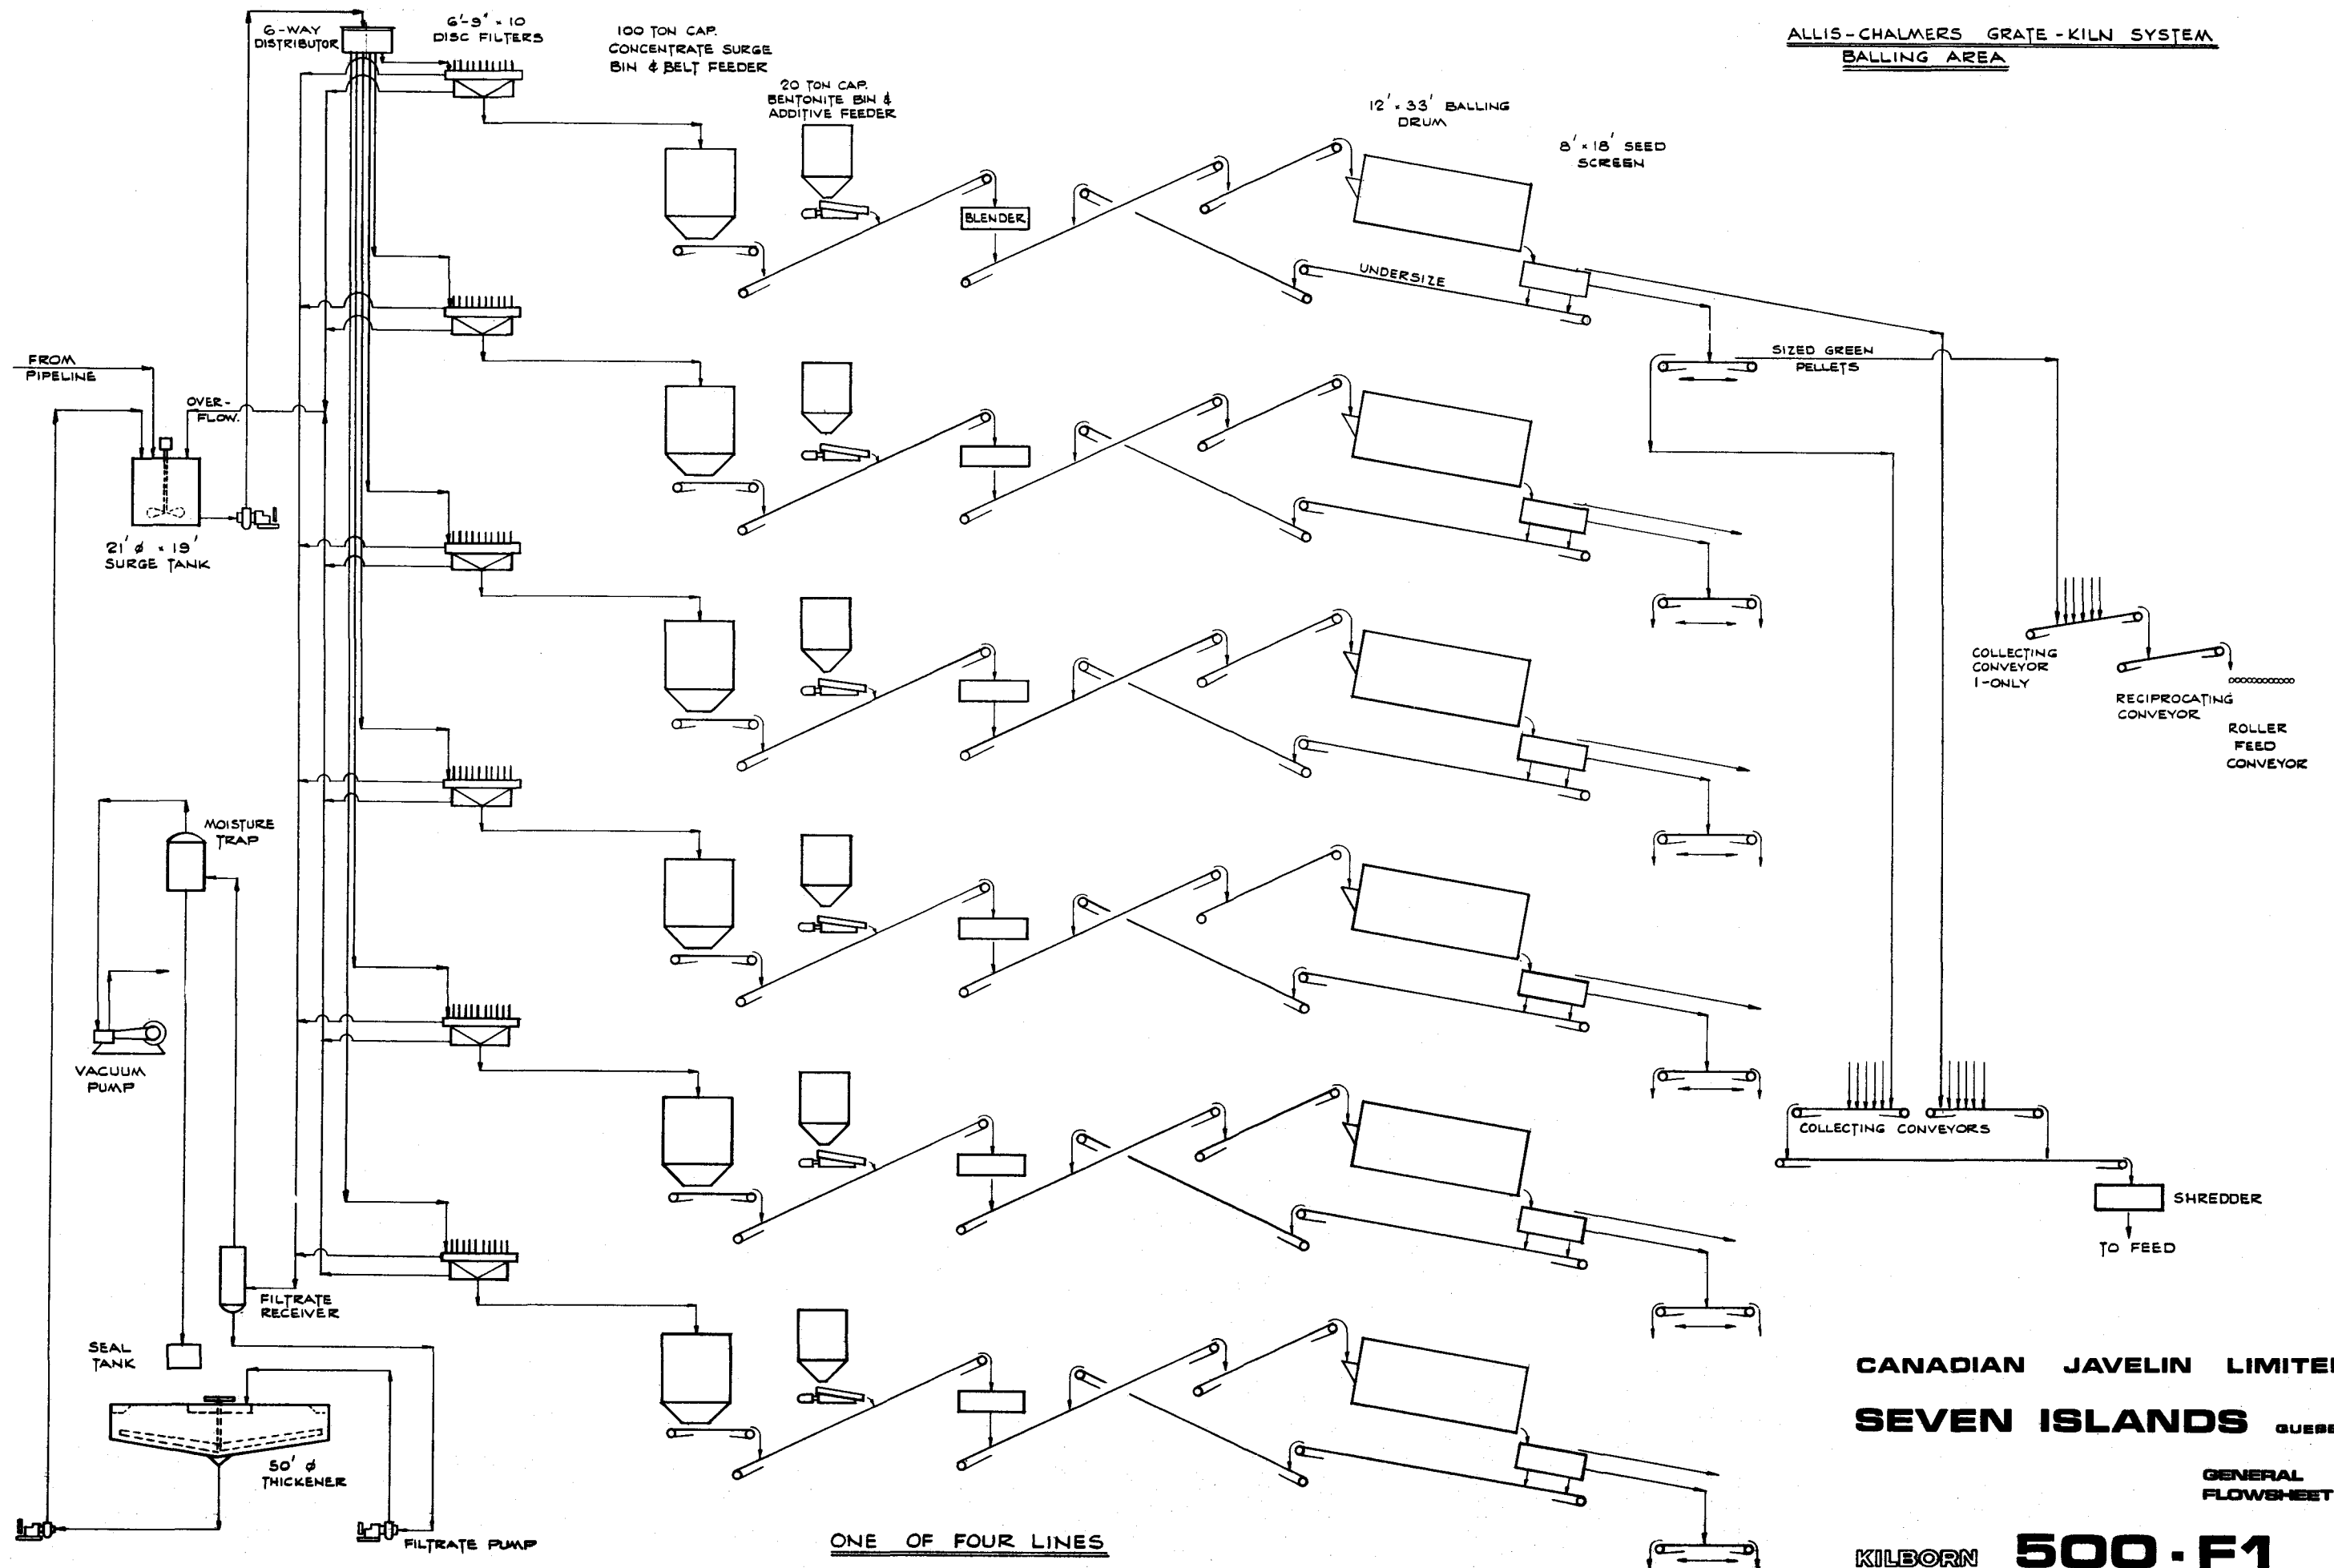 ALLIS-CHALMERS GRATE-KILN SYSTEM
BALLING AREA
6-WAY
DISTRIBUTOR
6'-9" × 10
DISC FILTERS
100 TON CAP.
CONCENTRATE SURGE
BIN & BELT FEEDER
20 TON CAP.
BENTONITE BIN &
ADDITIVE FEEDER
12' × 33' BALLING
DRUM
8' × 18' SEED
SCREEN
BLENDER
UNDERSIZE
FROM
PIPELINE
OVER-
FLOW.
SIZED GREEN
PELLETS
21' ⌀ × 19'
SURGE TANK
COLLECTING
CONVEYOR
1-ONLY
RECIPROCATING
CONVEYOR
ROLLER
FEED
CONVEYOR
MOISTURE
TRAP
VACUUM
PUMP
COLLECTING CONVEYORS
SHREDDER
TO FEED
FILTRATE
RECEIVER
SEAL
TANK
50' ⌀
THICKENER
FILTRATE PUMP
ONE OF FOUR LINES
CANADIAN JAVELIN LIMITE
SEVEN ISLANDS QUEBE
GENERAL
FLOWSHEET
KILBORN 500-F1